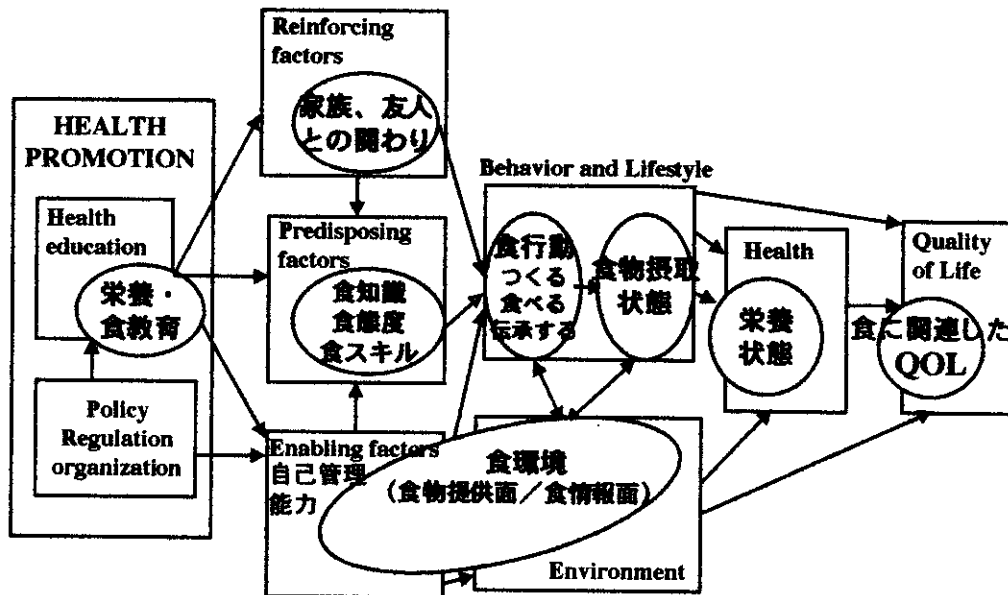 HEALTH
PROMOTION
Health
education
栄養・
食教育
Policy
Regulation
organization
Reinforcing
factors
家族、友人
との関わり
Predisposing
factors
食知識
食態度
食スキル
Enabling factors
自己管理
能力
Behavior and Lifestyle
食行動
つくる
食べる
伝承する
食物摂取
状態
食環境
（食物提供面／食情報面）
Environment
Health
栄養
状態
Quality
of Life
食に関連した
QOL